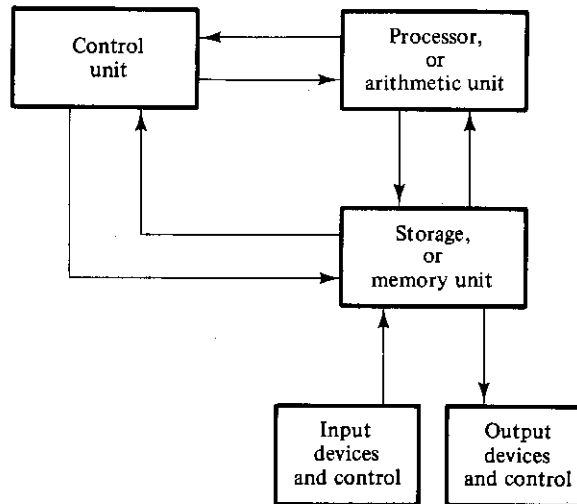 Control
unit
Processor,
or
arithmetic unit
Storage,
or
memory unit
Input
devices
and control
Output
devices
and control